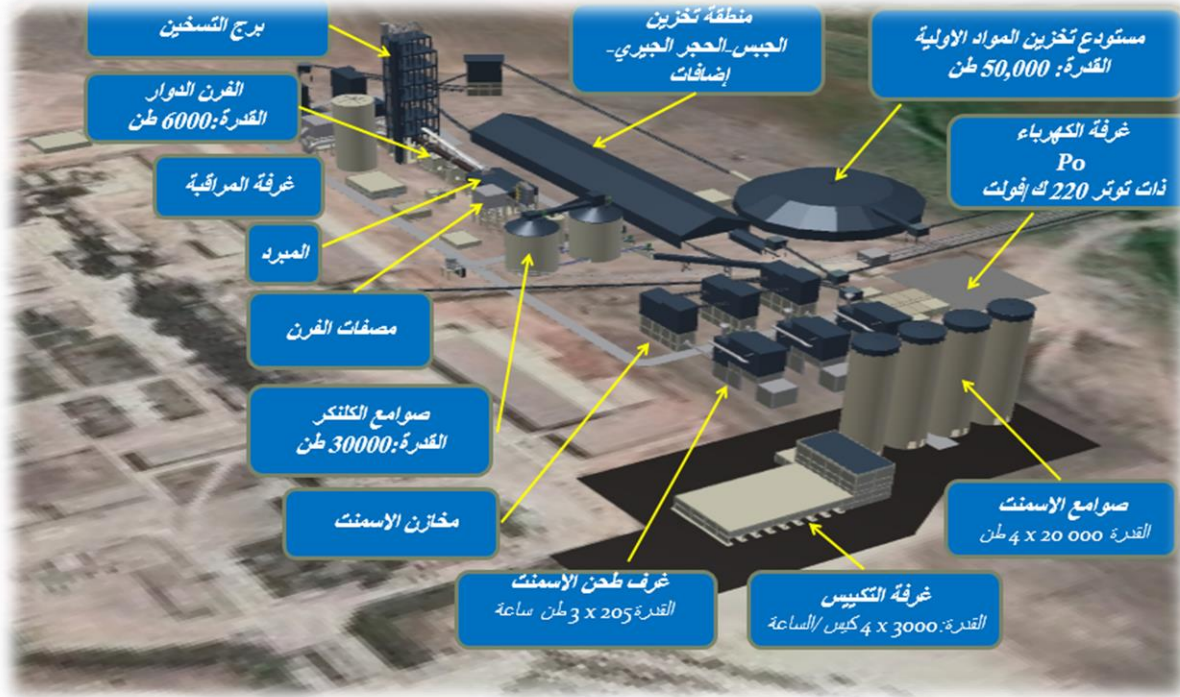 برج التسخين
منطقة تخزين
الجبس-الحجر الجيري-
إضافات
مستودع تخزين المواد الاولية
القدرة: 50,000 طن
الفرن الدوار
القدرة:6000 طن
غرفة الكهرباء
Po
ذات توتر 220 ك/فولت
غرفة المراقبة
المبرد
مصفات الفرن
صوامع الكلنكر
القدرة:30000 طن
مخازن الاسمنت
صوامع الاسمنت
القدرة 000 20 x 4 طن
غرف طحن الاسمنت
القدرة 205 x 3 طن ساعة
غرفة التكييس
القدرة: 3000 x 4 كيس/الساعة